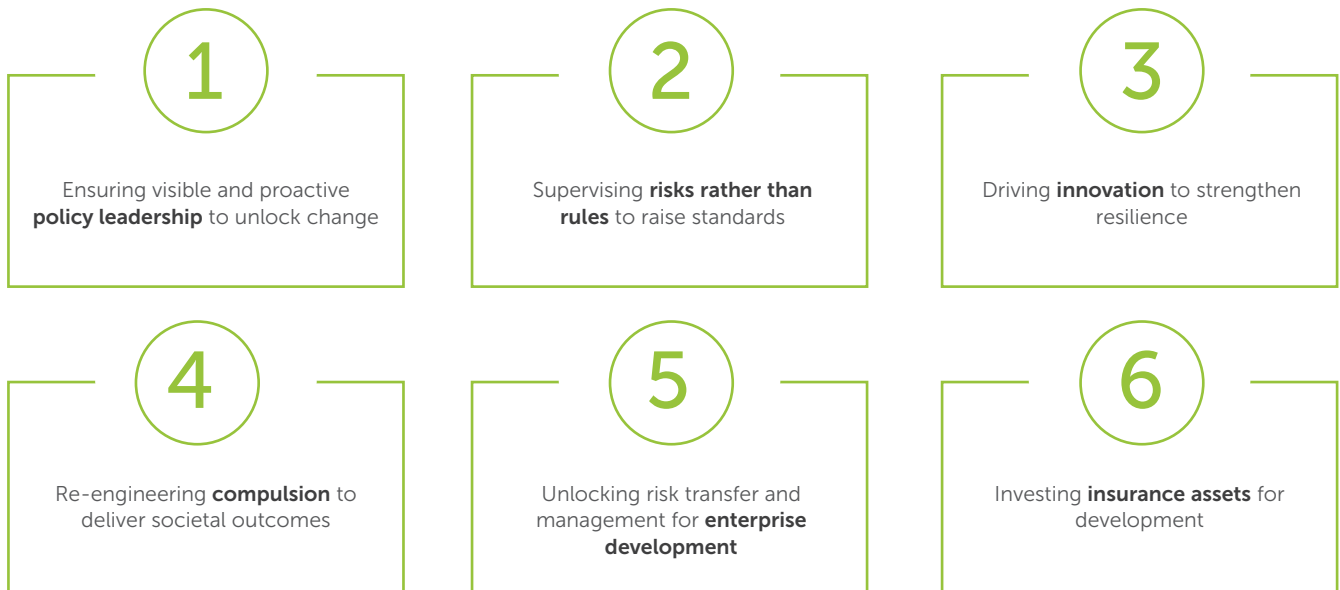 1
Ensuring visible and proactive
policy leadership to unlock change
2
Supervising risks rather than
rules to raise standards
3
Driving innovation to strengthen
resilience
4
Re-engineering compulsion to
deliver societal outcomes
5
Unlocking risk transfer and
management for enterprise
development
6
Investing insurance assets for
development